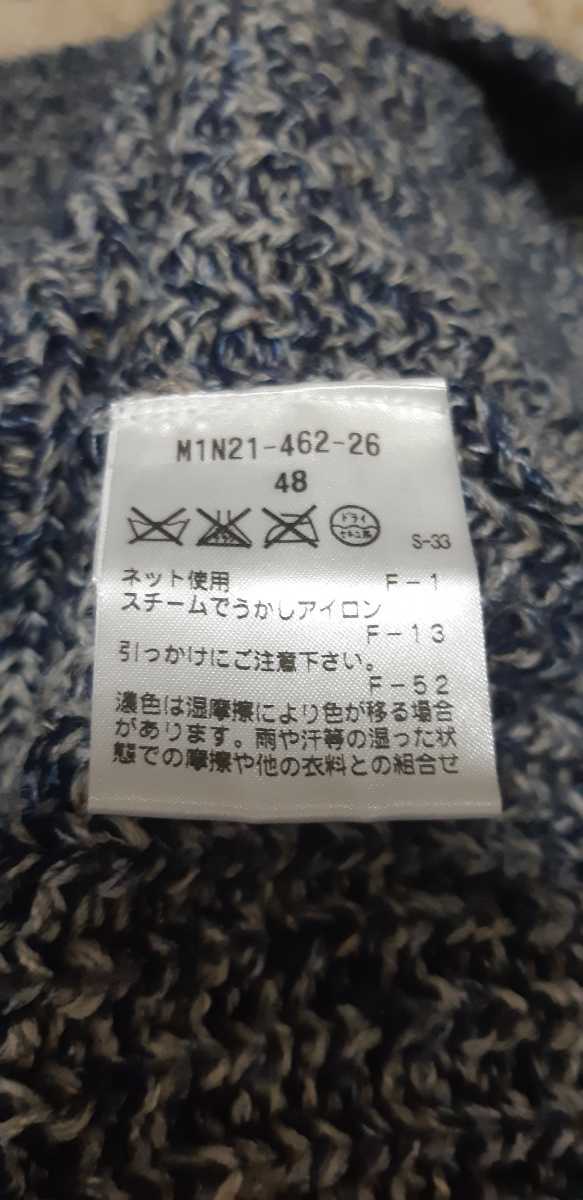 M1N21-462-26
48
ドライ
セキユ系
S-33
ネット使用 F-1
スチームでうかしアイロン
F-13
引っかけにご注意下さい。
F-52
濃色は湿摩擦により色が移る場合
があります。雨や汗等の湿った状
態での摩擦や他の衣料との組合せ